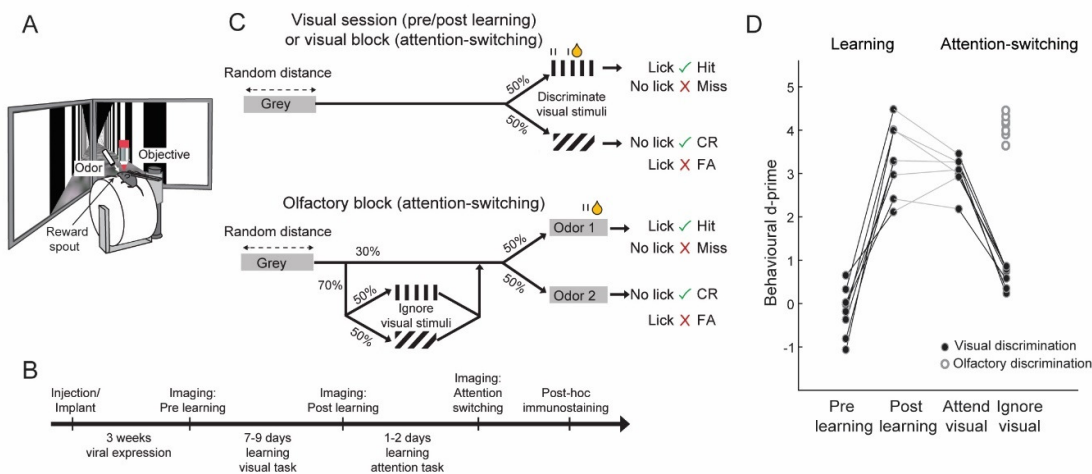 A
Odor
Objective
Reward
spout
C
Visual session (pre/post learning)
or visual block (attention-switching)
Random distance
Grey
50%
50%
Discriminate
visual stimuli
Lick ✓ Hit
No lick ✗ Miss
No lick ✓ CR
Lick ✗ FA
Olfactory block (attention-switching)
Random distance
Grey
30%
70%
50%
50%
Ignore
visual stimuli
50%
50%
Odor 1
Odor 2
Lick ✓ Hit
No lick ✗ Miss
No lick ✓ CR
Lick ✗ FA
B
Injection/
Implant
Imaging:
Pre learning
Imaging:
Post learning
Imaging:
Attention
switching
Post-hoc
immunostaining
3 weeks
viral expression
7-9 days
learning
visual task
1-2 days
learning
attention task
D
Learning
Attention-switching
Behavioural d-prime
5
4
3
2
1
0
-1
Visual discrimination
Olfactory discrimination
Pre
learning
Post
learning
Attend
visual
Ignore
visual